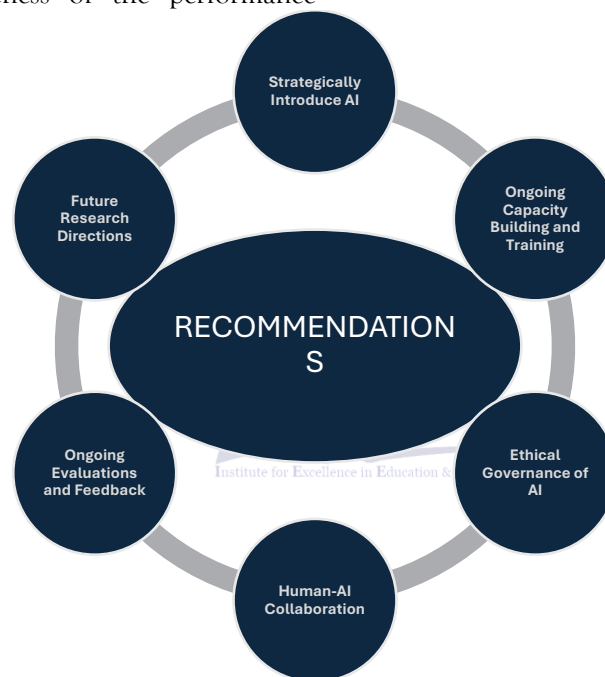 of the performance
Strategically
Introduce AI
Future
Research
Directions
Ongoing
Capacity
Building and
Training
RECOMMENDATION
S
Ongoing
Evaluations
and Feedback
Institute for Excellence in Education &
Ethical
Governance of
AI
Human-AI
Collaboration